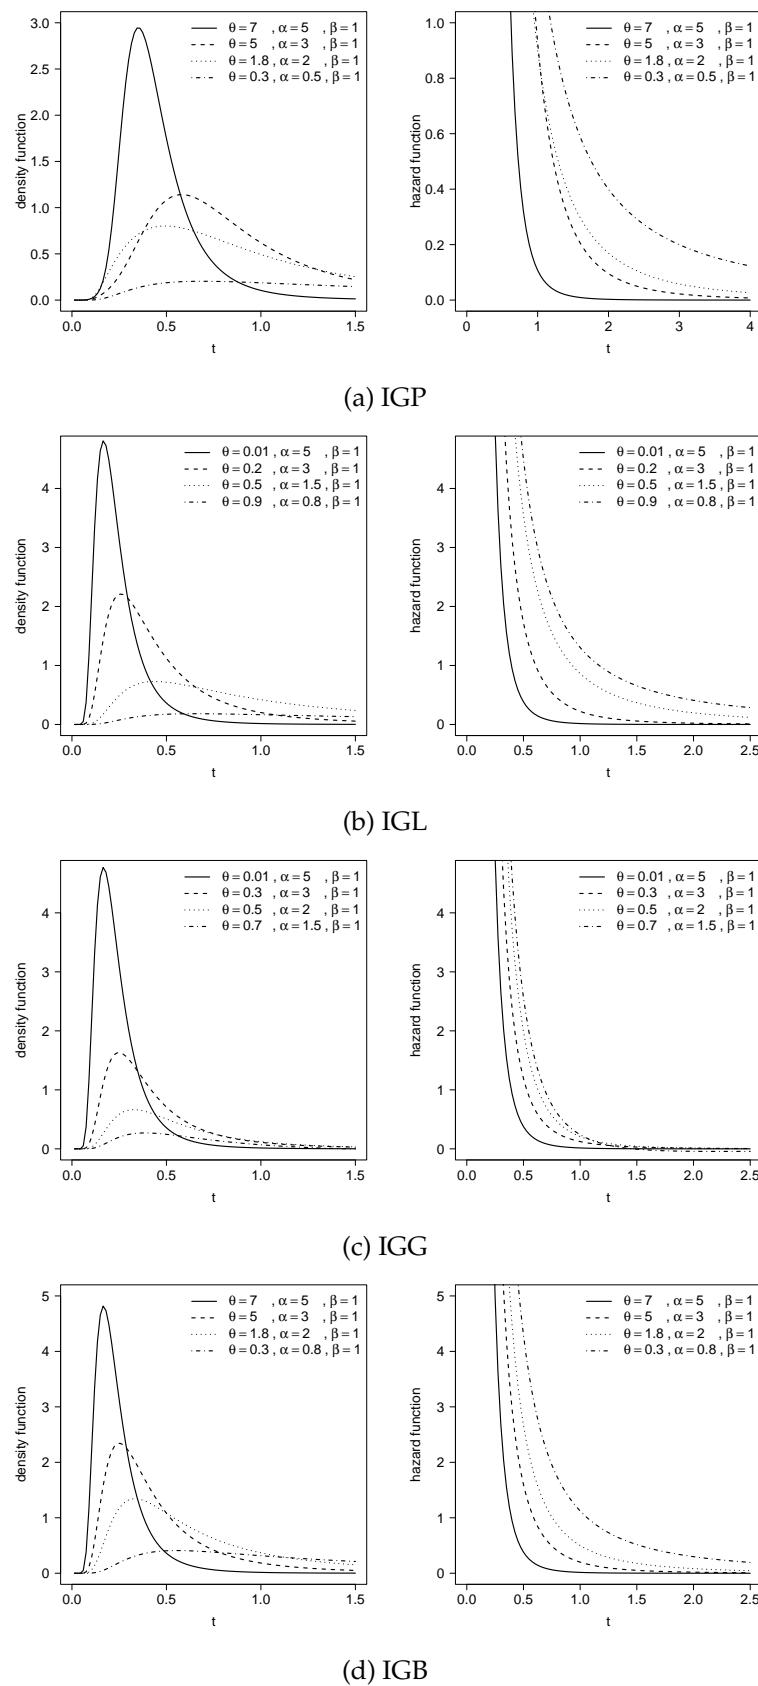 density function
3.0
2.5
2.0
1.5
1.0
0.5
0.0
θ=7 , α=5 , β=1
θ=5 , α=3 , β=1
θ=1.8 , α=2 , β=1
θ=0.3 , α=0.5 , β=1
0.0 0.5 1.0 1.5
t
hazard function
1.0
0.8
0.6
0.4
0.2
0.0
θ=7 , α=5 , β=1
θ=5 , α=3 , β=1
θ=1.8 , α=2 , β=1
θ=0.3 , α=0.5 , β=1
0 1 2 3 4
t
(a) IGP
density function
4
3
2
1
0
θ=0.01 , α=5 , β=1
θ=0.2 , α=3 , β=1
θ=0.5 , α=1.5 , β=1
θ=0.9 , α=0.8 , β=1
0.0 0.5 1.0 1.5
t
hazard function
4
3
2
1
0
θ=0.01 , α=5 , β=1
θ=0.2 , α=3 , β=1
θ=0.5 , α=1.5 , β=1
θ=0.9 , α=0.8 , β=1
0.0 0.5 1.0 1.5 2.0 2.5
t
(b) IGL
density function
4
3
2
1
0
θ=0.01 , α=5 , β=1
θ=0.3 , α=3 , β=1
θ=0.5 , α=2 , β=1
θ=0.7 , α=1.5 , β=1
0.0 0.5 1.0 1.5
t
hazard function
4
3
2
1
0
θ=0.01 , α=5 , β=1
θ=0.3 , α=3 , β=1
θ=0.5 , α=2 , β=1
θ=0.7 , α=1.5 , β=1
0.0 0.5 1.0 1.5 2.0 2.5
t
(c) IGG
density function
5
4
3
2
1
0
θ=7 , α=5 , β=1
θ=5 , α=3 , β=1
θ=1.8 , α=2 , β=1
θ=0.3 , α=0.8 , β=1
0.0 0.5 1.0 1.5
t
hazard function
5
4
3
2
1
0
θ=7 , α=5 , β=1
θ=5 , α=3 , β=1
θ=1.8 , α=2 , β=1
θ=0.3 , α=0.8 , β=1
0.0 0.5 1.0 1.5 2.0 2.5
t
(d) IGB